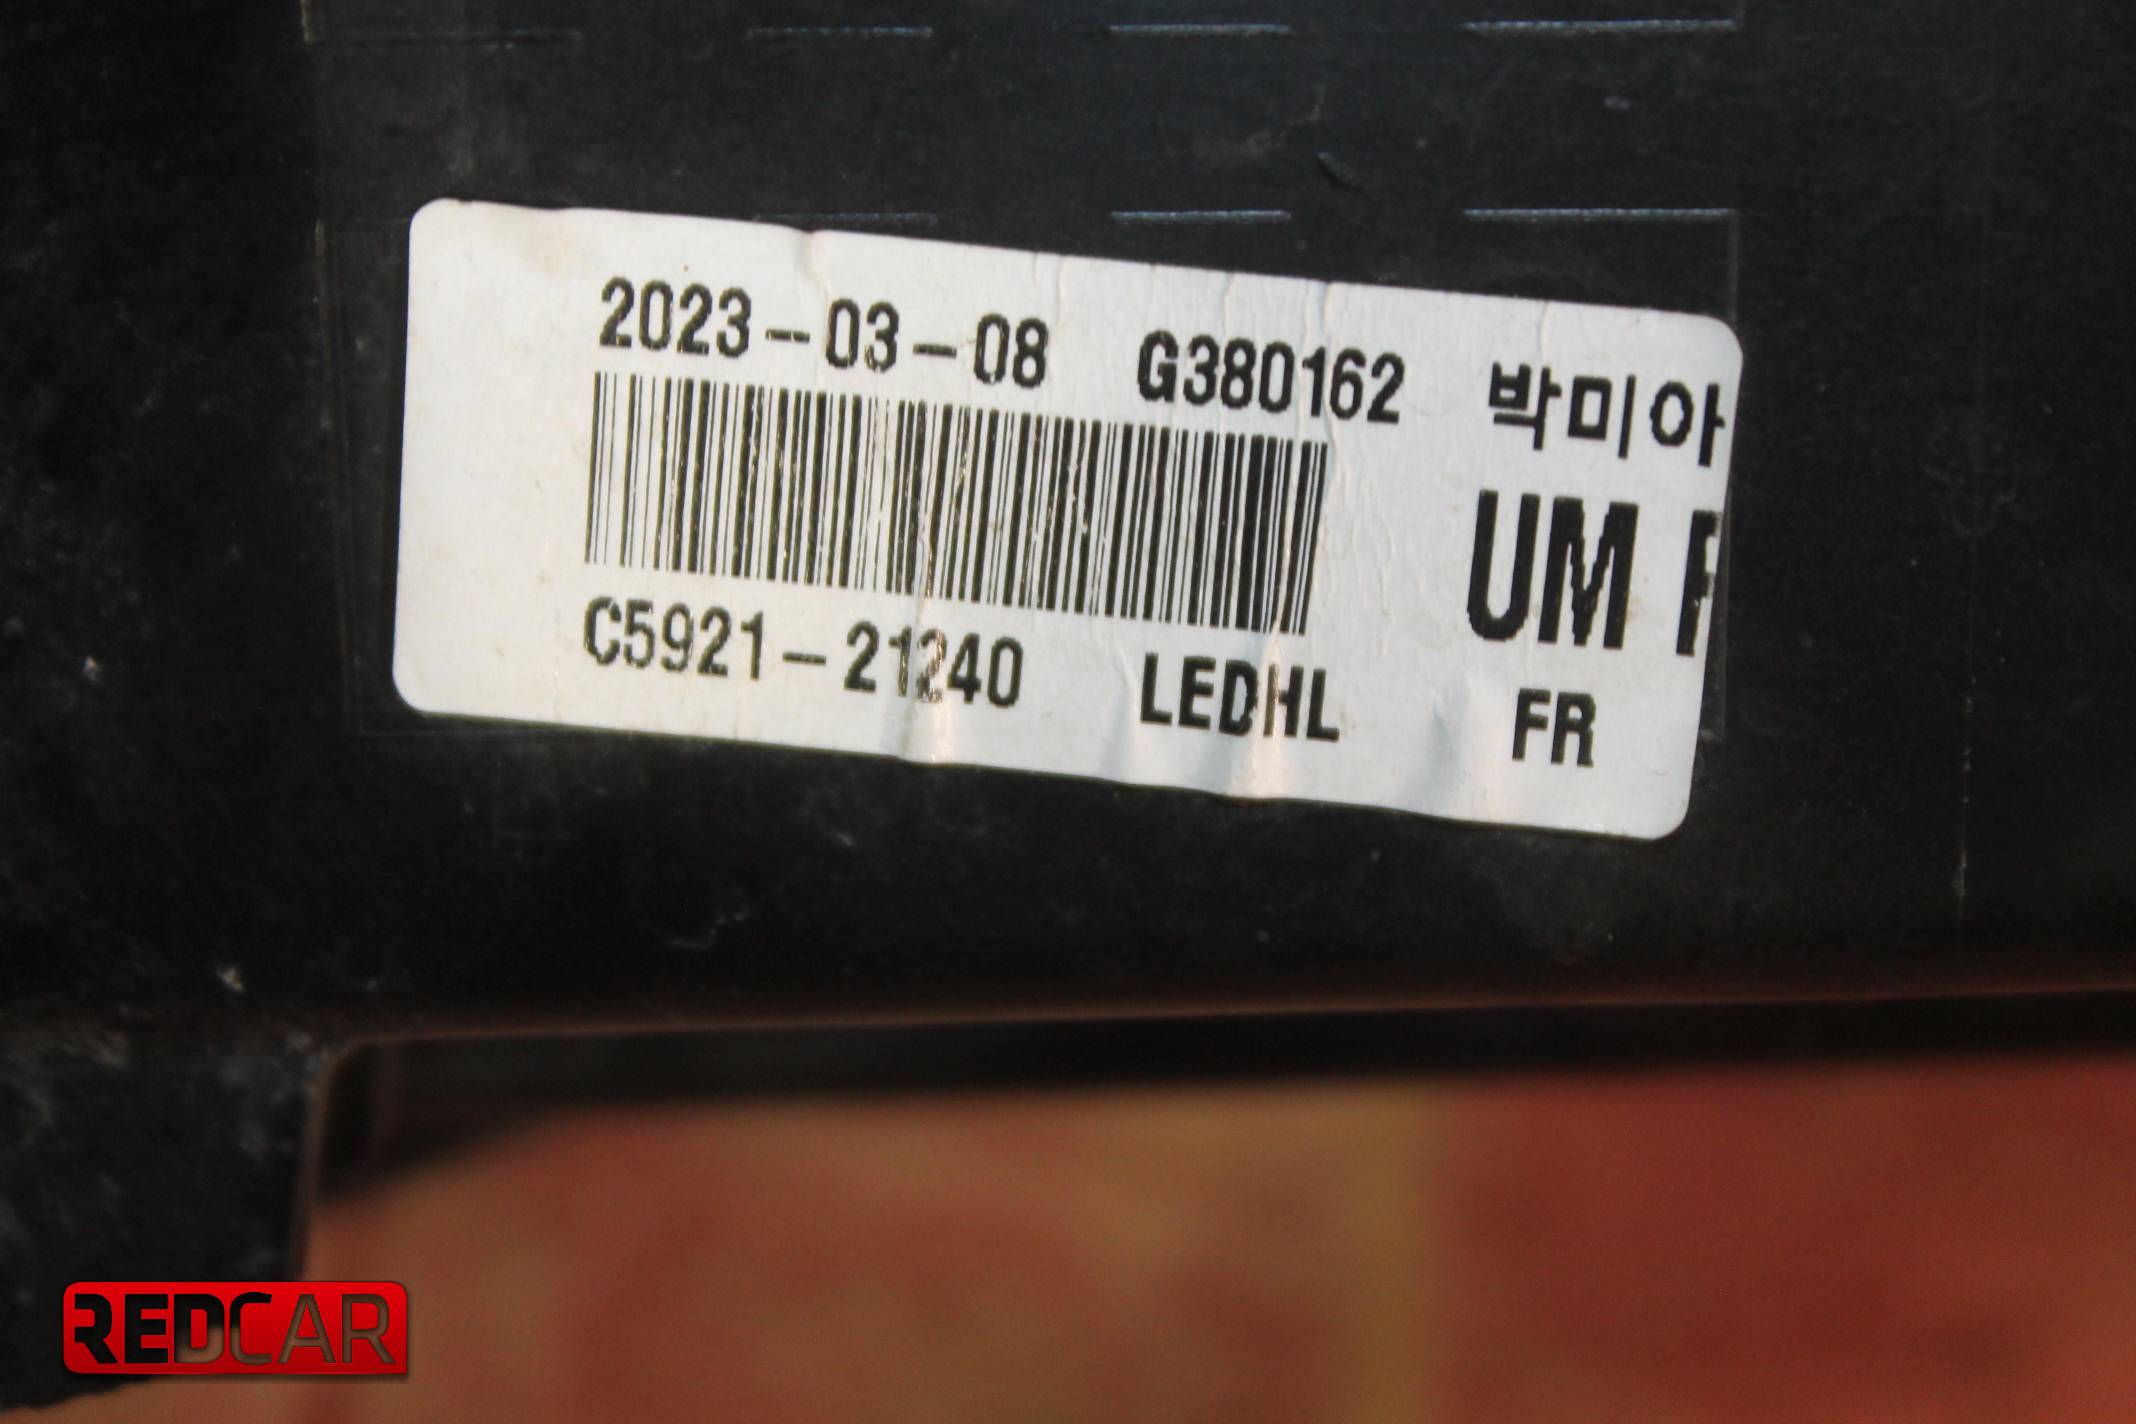 2023-03-08 G380162 박미아
UM
C5921-21240 LEDHL FR
REDCAR